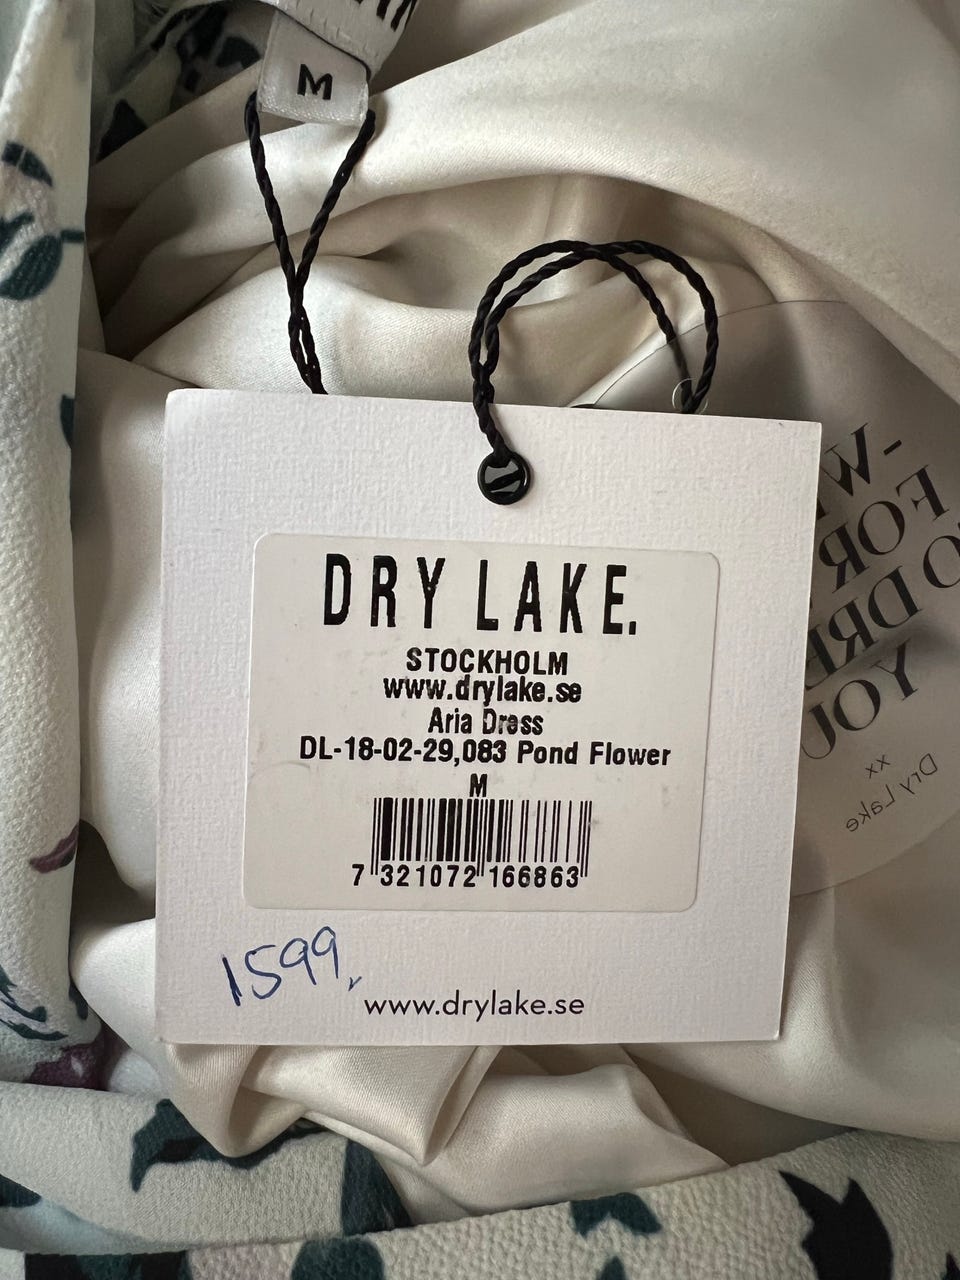 M
DRY LAKE.
STOCKHOLM
www.drylake.se
Aria Dress
DL-18-02-29,083 Pond Flower
M
7 321072 166863
1599,
www.drylake.se
FOR
YOU
xx
Dry Lake